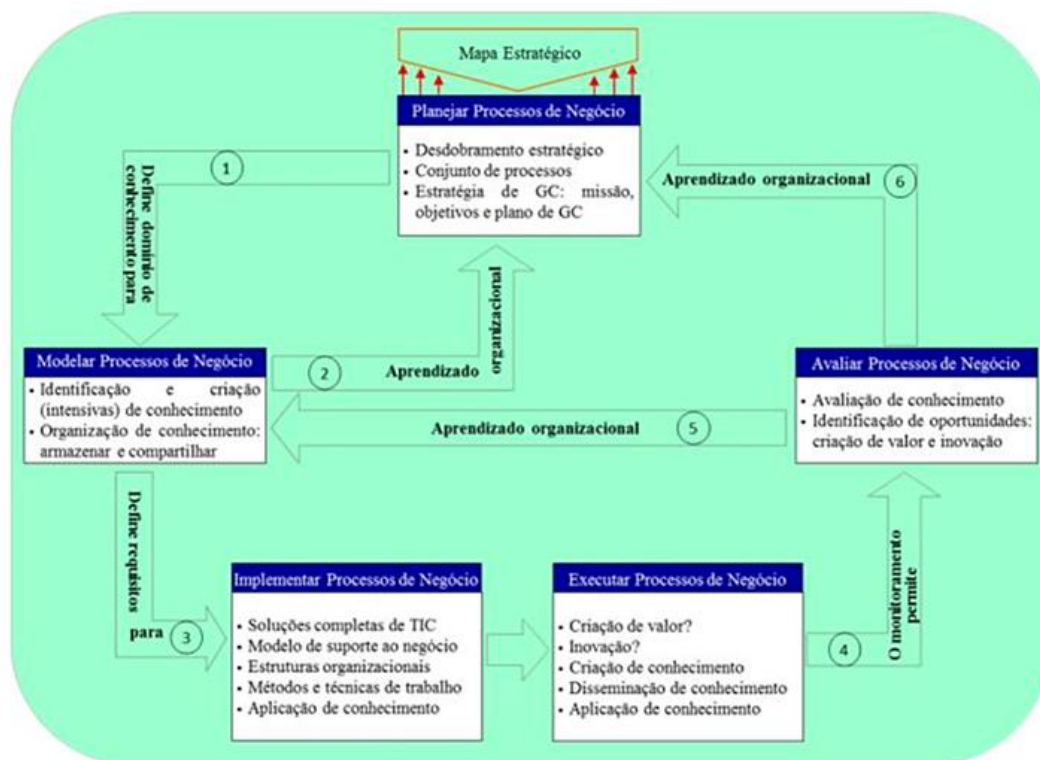 Mapa Estratégico
Planejar Processos de Negócio
• Desdobramento estratégico
• Conjunto de processos
• Estratégia de GC: missão,
objetivos e plano de GC
1
Define domínio de
conhecimento para
Aprendizado organizacional
6
Modelar Processos de Negócio
• Identificação e criação
(intensivas) de conhecimento
• Organização de conhecimento:
armazenar e compartilhar
2
Aprendizado
organizacional
Aprendizado organizacional
5
Avaliar Processos de Negócio
• Avaliação de conhecimento
• Identificação de oportunidades:
criação de valor e inovação
Define requisitos
para
3
Implementar Processos de Negócio
• Soluções completas de TIC
• Modelo de suporte ao negócio
• Estruturas organizacionais
• Métodos e técnicas de trabalho
• Aplicação de conhecimento
Executar Processos de Negócio
• Criação de valor?
• Inovação?
• Criação de conhecimento
• Disseminação de conhecimento
• Aplicação de conhecimento
4
O monitoramento
permite